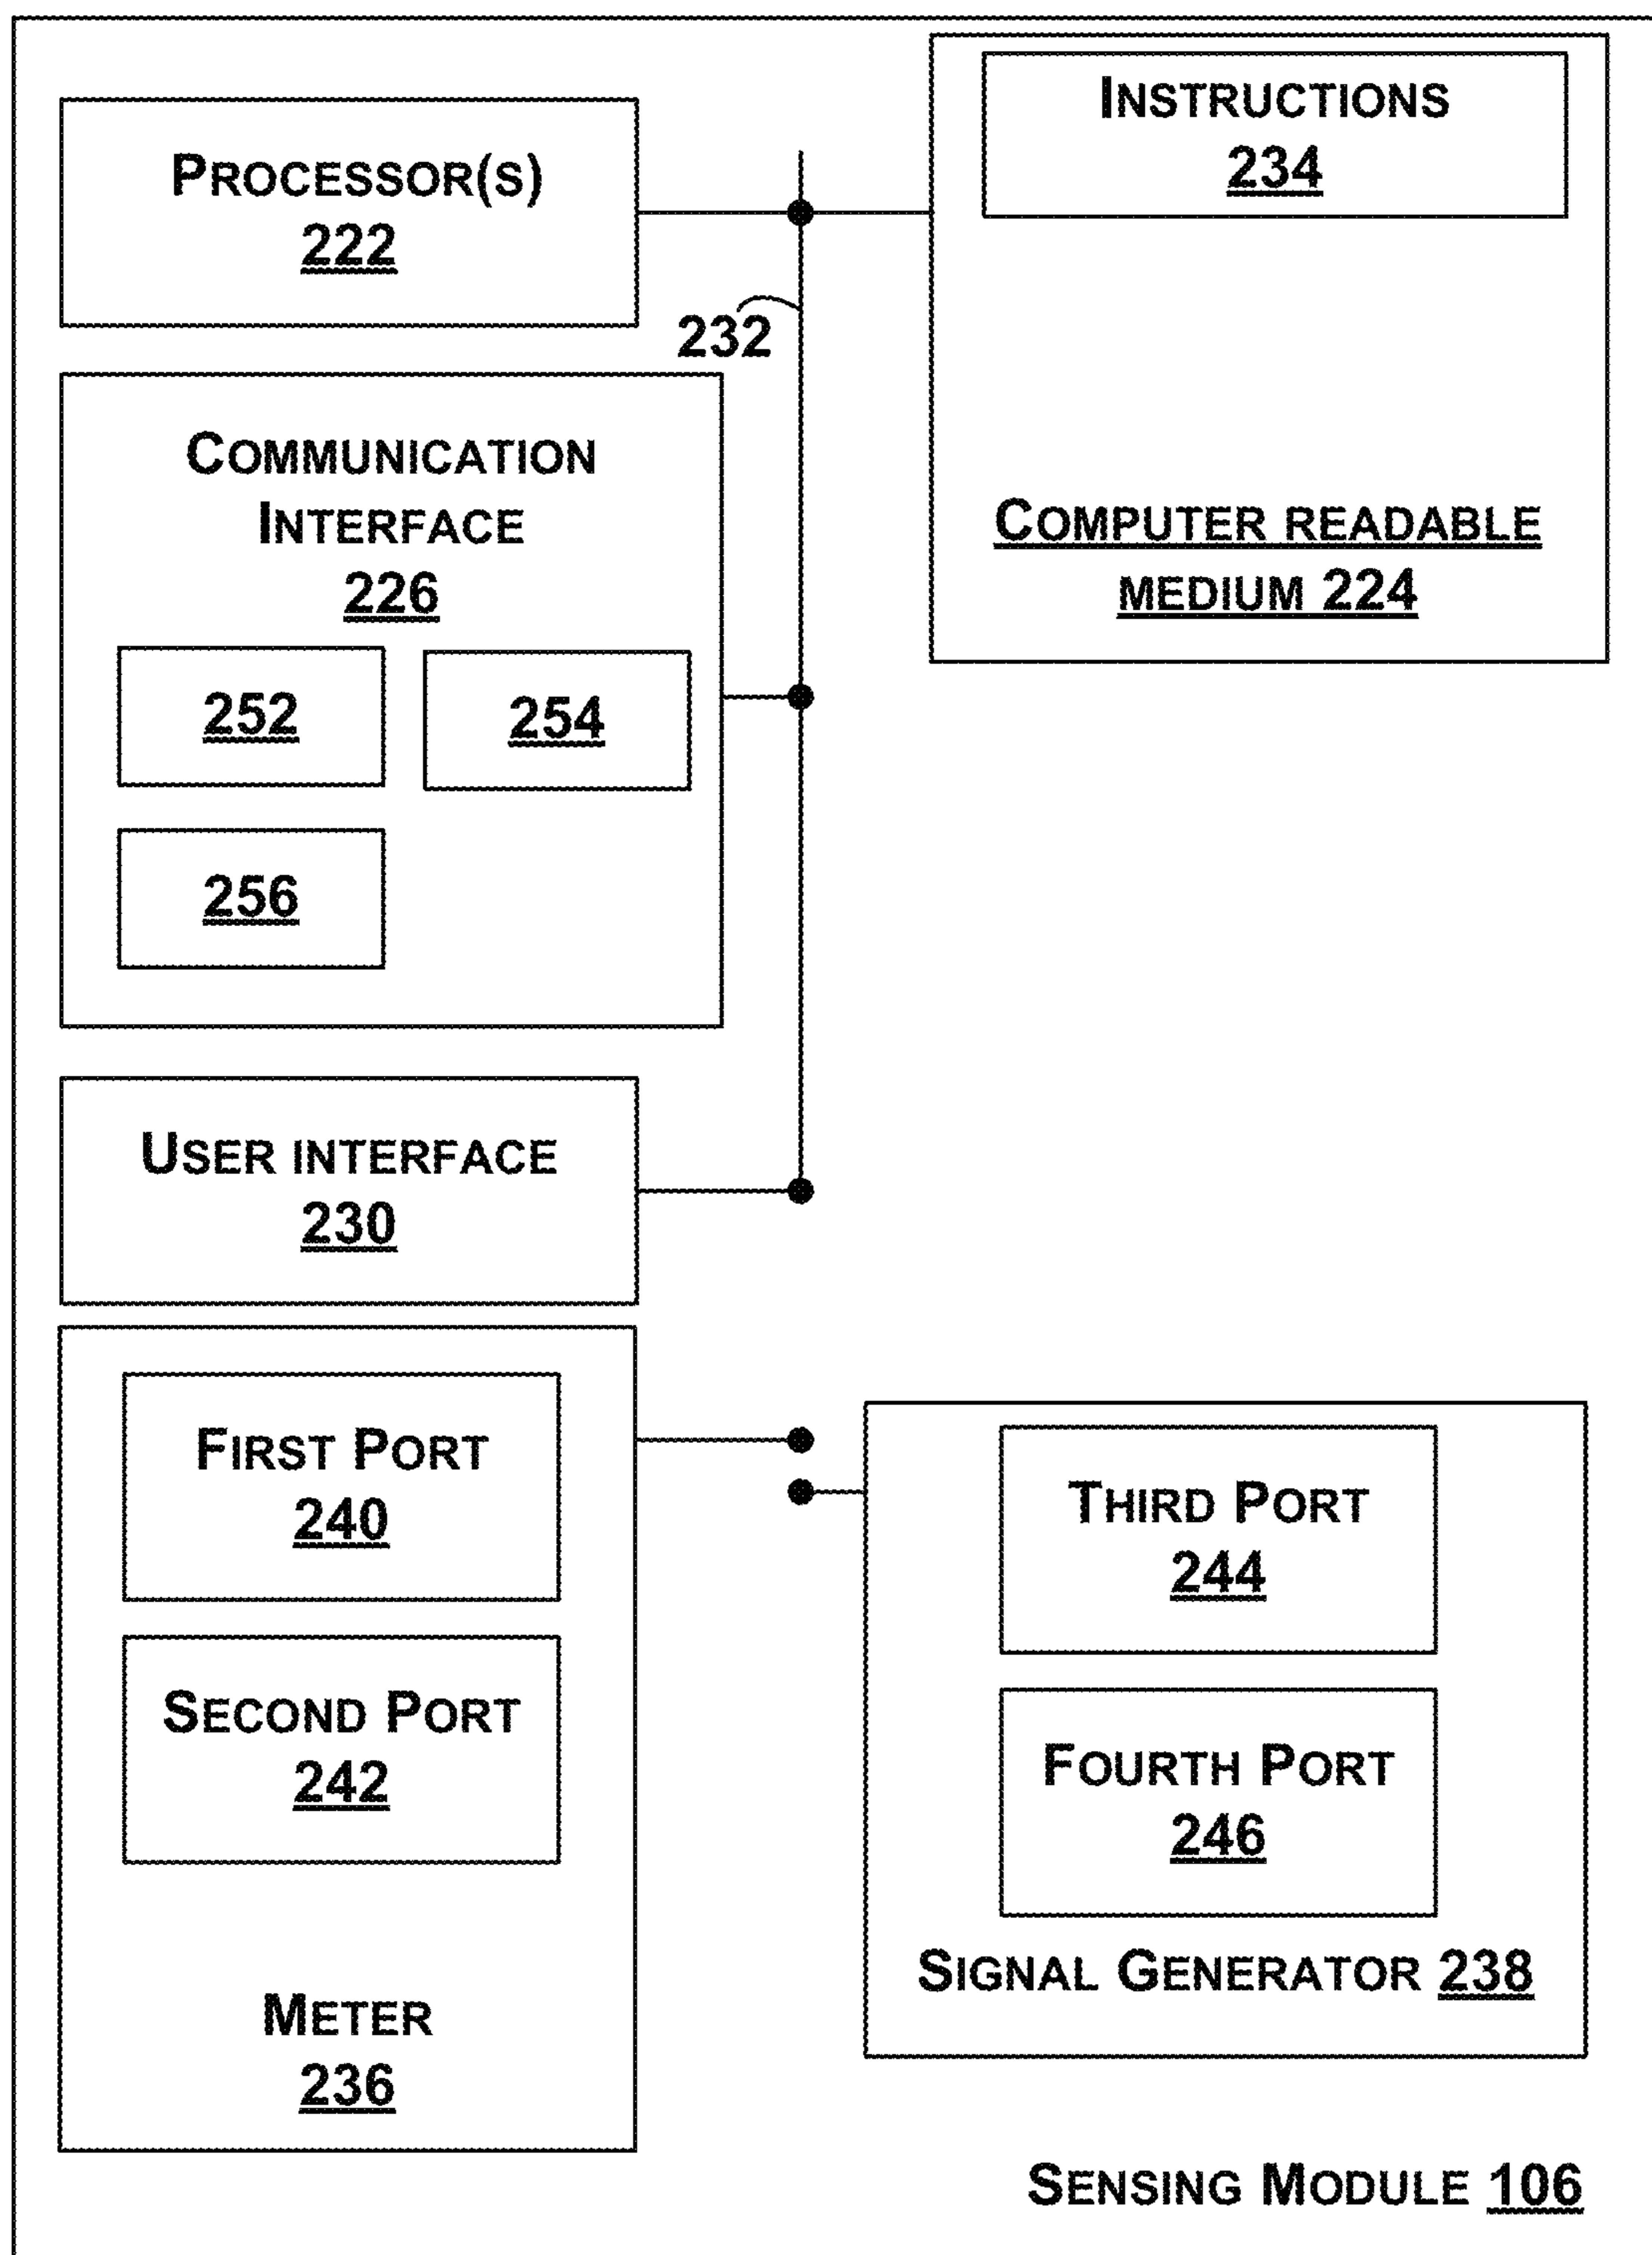 PROCESSOR(S)
222
INSTRUCTIONS
234
COMPUTER READABLE
MEDIUM 224
232
COMMUNICATION
INTERFACE
226
252
254
256
USER INTERFACE
230
FIRST PORT
240
SECOND PORT
242
METER
236
THIRD PORT
244
FOURTH PORT
246
SIGNAL GENERATOR 238
SENSING MODULE 106